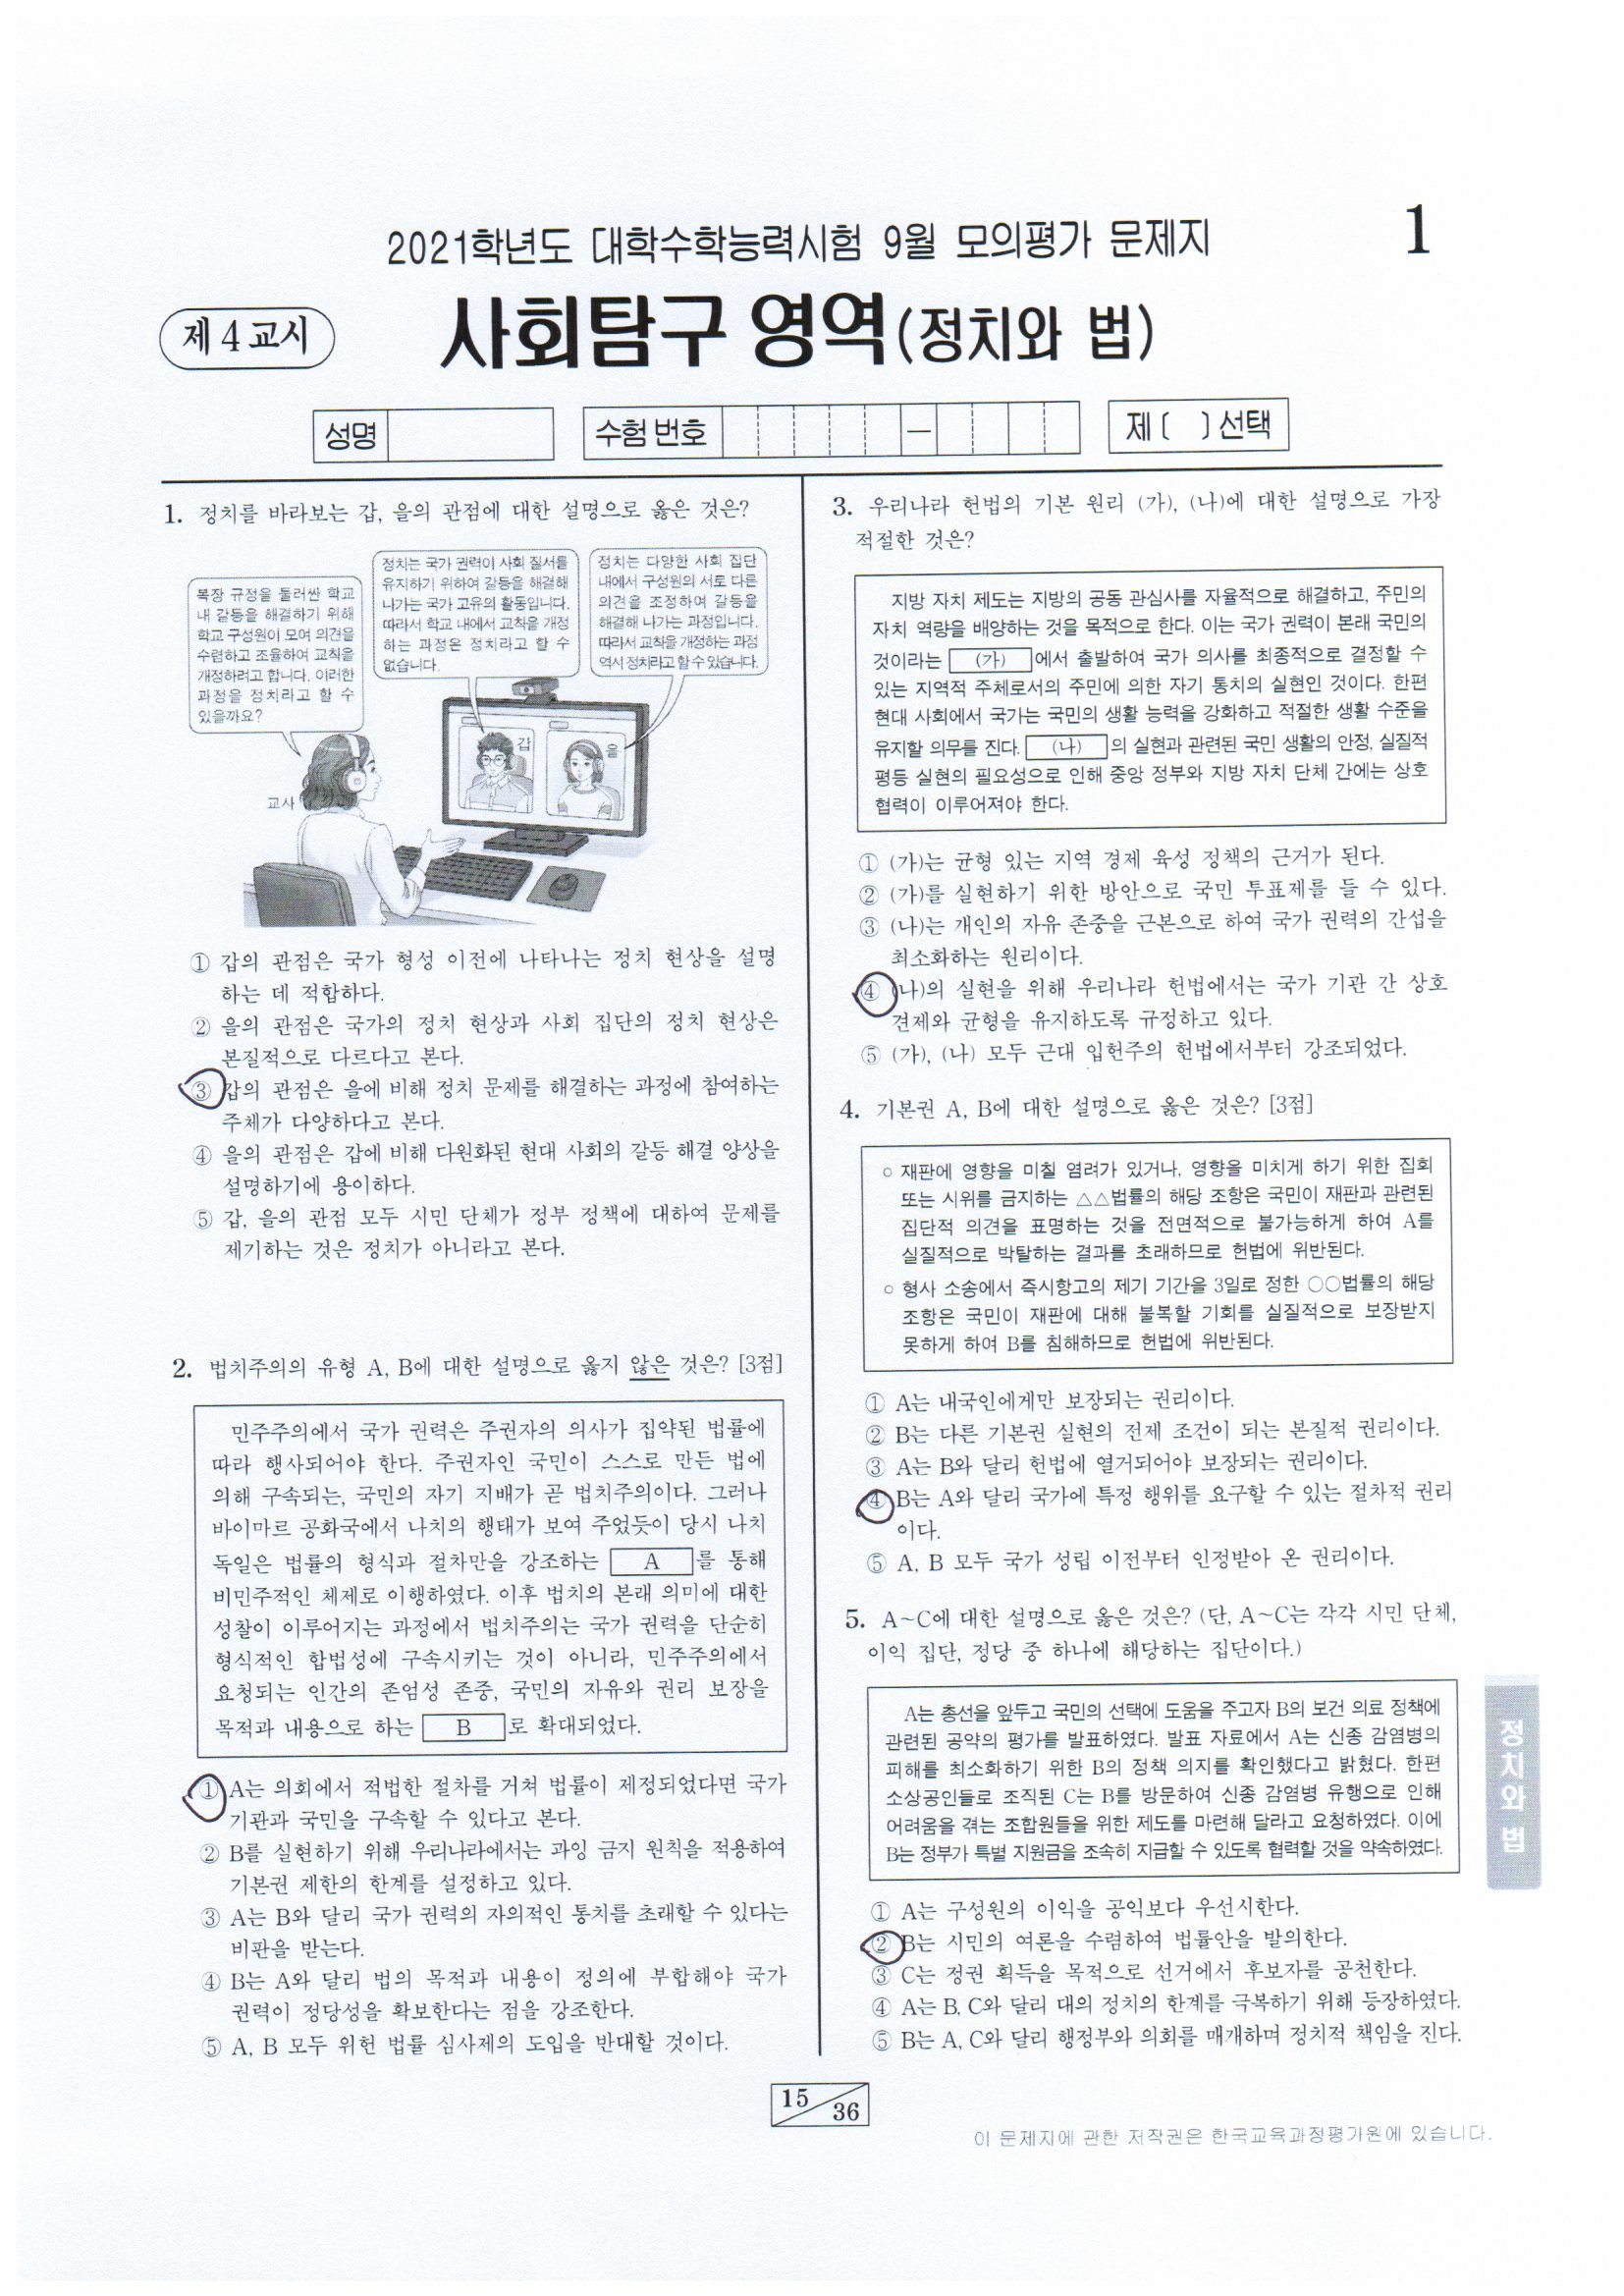 2021학년도 대학수학능력시험 9월 모의평가 문제지
1
제 4 교시
사회탐구 영역(정치와 법)
성명
수험 번호
—
제 ( ) 선택
1. 정치를 바라보는 갑, 을의 관점에 대한 설명으로 옳은 것은?
복장 규정을 둘러싼 학교
내 갈등을 해결하기 위해
학교 구성원이 모여 의견을
수렴하고 조율하여 교칙을
개정하려고 합니다. 이러한
과정을 정치라고 할 수
있을까요?
정치는 국가 권력이 사회 질서를
유지하기 위하여 갈등을 해결해
나가는 국가 고유의 활동입니다.
따라서 학교 내에서 교칙을 개정
하는 과정은 정치라고 할 수
없습니다.
정치는 다양한 사회 집단
내에서 구성원의 서로 다른
의견을 조정하여 갈등을
해결해 나가는 과정입니다.
따라서 교칙을 개정하는 과정
역시 정치라고 할 수 있습니다.
갑
을
교사
① 갑의 관점은 국가 형성 이전에 나타나는 정치 현상을 설명
하는 데 적합하다.
② 을의 관점은 국가의 정치 현상과 사회 집단의 정치 현상은
본질적으로 다르다고 본다.
③ 갑의 관점은 을에 비해 정치 문제를 해결하는 과정에 참여하는
주체가 다양하다고 본다.
④ 을의 관점은 갑에 비해 다원화된 현대 사회의 갈등 해결 양상을
설명하기에 용이하다.
⑤ 갑, 을의 관점 모두 시민 단체가 정부 정책에 대하여 문제를
제기하는 것은 정치가 아니라고 본다.
2. 법치주의의 유형 A, B에 대한 설명으로 옳지 않은 것은? [3점]
민주주의에서 국가 권력은 주권자의 의사가 집약된 법률에
따라 행사되어야 한다. 주권자인 국민이 스스로 만든 법에
의해 구속되는, 국민의 자기 지배가 곧 법치주의이다. 그러나
바이마르 공화국에서 나치의 행태가 보여 주었듯이 당시 나치
독일은 법률의 형식과 절차만을 강조하는 A 를 통해
비민주적인 체제로 이행하였다. 이후 법치의 본래 의미에 대한
성찰이 이루어지는 과정에서 법치주의는 국가 권력을 단순히
형식적인 합법성에 구속시키는 것이 아니라, 민주주의에서
요청되는 인간의 존엄성 존중, 국민의 자유와 권리 보장을
목적과 내용으로 하는 B 로 확대되었다.
① A는 의회에서 적법한 절차를 거쳐 법률이 제정되었다면 국가
기관과 국민을 구속할 수 있다고 본다.
② B를 실현하기 위해 우리나라에서는 과잉 금지 원칙을 적용하여
기본권 제한의 한계를 설정하고 있다.
③ A는 B와 달리 국가 권력의 자의적인 통치를 초래할 수 있다는
비판을 받는다.
④ B는 A와 달리 법의 목적과 내용이 정의에 부합해야 국가
권력이 정당성을 확보한다는 점을 강조한다.
⑤ A, B 모두 위헌 법률 심사제의 도입을 반대할 것이다.
3. 우리나라 헌법의 기본 원리 (가), (나)에 대한 설명으로 가장
적절한 것은?
지방 자치 제도는 지방의 공동 관심사를 자율적으로 해결하고, 주민의
자치 역량을 배양하는 것을 목적으로 한다. 이는 국가 권력이 본래 국민의
것이라는 (가) 에서 출발하여 국가 의사를 최종적으로 결정할 수
있는 지역적 주체로서의 주민에 의한 자기 통치의 실현인 것이다. 한편
현대 사회에서 국가는 국민의 생활 능력을 강화하고 적절한 생활 수준을
유지할 의무를 진다. (나) 의 실현과 관련된 국민 생활의 안정, 실질적
평등 실현의 필요성으로 인해 중앙 정부와 지방 자치 단체 간에는 상호
협력이 이루어져야 한다.
① (가)는 균형 있는 지역 경제 육성 정책의 근거가 된다.
② (가)를 실현하기 위한 방안으로 국민 투표제를 들 수 있다.
③ (나)는 개인의 자유 존중을 근본으로 하여 국가 권력의 간섭을
최소화하는 원리이다.
④ (나)의 실현을 위해 우리나라 헌법에서는 국가 기관 간 상호
견제와 균형을 유지하도록 규정하고 있다.
⑤ (가), (나) 모두 근대 입헌주의 헌법에서부터 강조되었다.
4. 기본권 A, B에 대한 설명으로 옳은 것은? [3점]
○ 재판에 영향을 미칠 염려가 있거나, 영향을 미치게 하기 위한 집회
또는 시위를 금지하는 △△법률의 해당 조항은 국민이 재판과 관련된
집단적 의견을 표명하는 것을 전면적으로 불가능하게 하여 A를
실질적으로 박탈하는 결과를 초래하므로 헌법에 위반된다.
○ 형사 소송에서 즉시항고의 제기 기간을 3일로 정한 ○○법률의 해당
조항은 국민이 재판에 대해 불복할 기회를 실질적으로 보장받지
못하게 하여 B를 침해하므로 헌법에 위반된다.
① A는 내국인에게만 보장되는 권리이다.
② B는 다른 기본권 실현의 전제 조건이 되는 본질적 권리이다.
③ A는 B와 달리 헌법에 열거되어야 보장되는 권리이다.
④ B는 A와 달리 국가에 특정 행위를 요구할 수 있는 절차적 권리
이다.
⑤ A, B 모두 국가 성립 이전부터 인정받아 온 권리이다.
5. A~C에 대한 설명으로 옳은 것은? (단, A~C는 각각 시민 단체,
이익 집단, 정당 중 하나에 해당하는 집단이다.)
A는 총선을 앞두고 국민의 선택에 도움을 주고자 B의 보건 의료 정책에
관련된 공약의 평가를 발표하였다. 발표 자료에서 A는 신종 감염병의
피해를 최소화하기 위한 B의 정책 의지를 확인했다고 밝혔다. 한편
소상공인들로 조직된 C는 B를 방문하여 신종 감염병 유행으로 인해
어려움을 겪는 조합원들을 위한 제도를 마련해 달라고 요청하였다. 이에
B는 정부가 특별 지원금을 조속히 지급할 수 있도록 협력할 것을 약속하였다.
① A는 구성원의 이익을 공익보다 우선시한다.
② B는 시민의 여론을 수렴하여 법률안을 발의한다.
③ C는 정권 획득을 목적으로 선거에서 후보자를 공천한다.
④ A는 B, C와 달리 대의 정치의 한계를 극복하기 위해 등장하였다.
⑤ B는 A, C와 달리 행정부와 의회를 매개하며 정치적 책임을 진다.
정치와 법
15
36
이 문제지에 관한 저작권은 한국교육과정평가원에 있습니다.